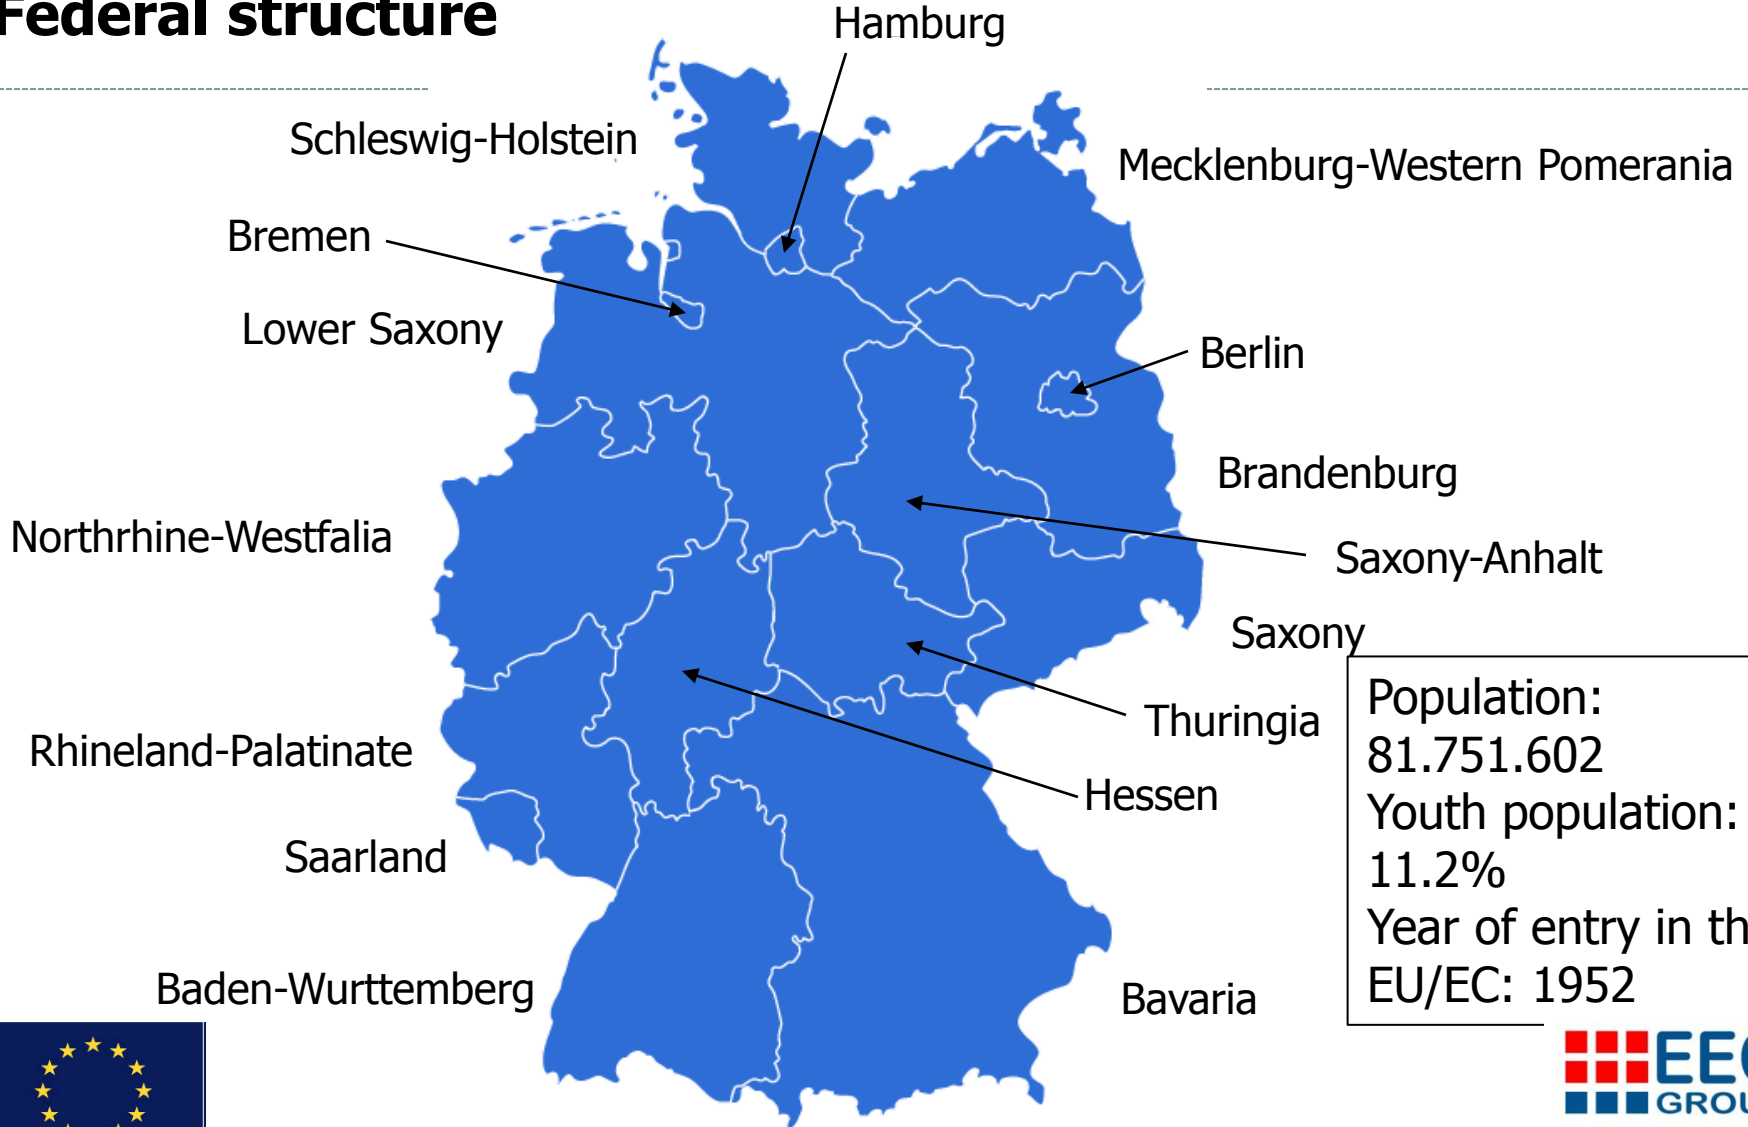 Federal structure
Hamburg
Schleswig-Holstein
Mecklenburg-Western Pomerania
Bremen
Lower Saxony
Berlin
Brandenburg
Northrhine-Westfalia
Saxony-Anhalt
Saxony
Thuringia
Rhineland-Palatinate
Hessen
Saarland
Baden-Wurttemberg
Bavaria
Population:
81.751.602
Youth population:
11.2%
Year of entry in th
EU/EC: 1952
EE
GROU